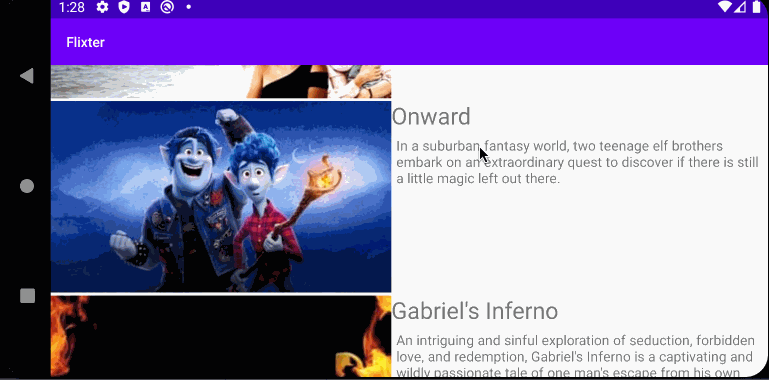 1:28
Flixter
Onward
In a suburban fantasy world, two teenage elf brothers
embark on an extraordinary quest to discover if there is still
a little magic left out there.
Gabriel's Inferno
An intriguing and sinful exploration of seduction, forbidden
love, and redemption, Gabriel's Inferno is a captivating and
wildly passionate tale of one man's escape from his own